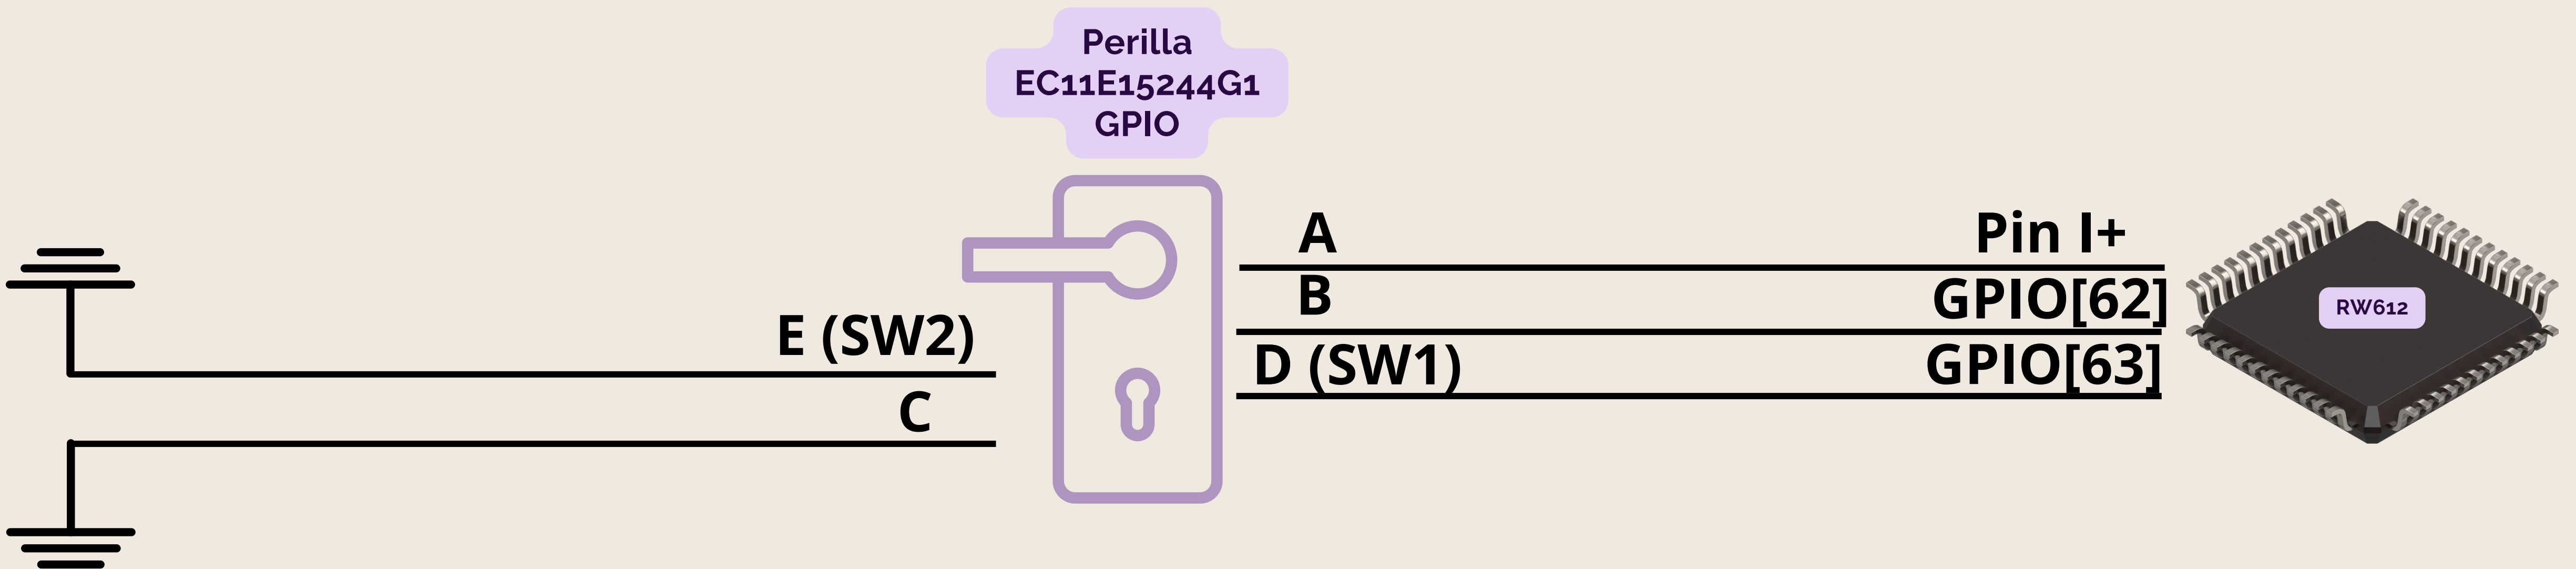 Perilla
EC11E15244G1
GPIO
A
Pin I+
B
GPIO[62]
RW612
E (SW2)
D (SW1)
GPIO[63]
C